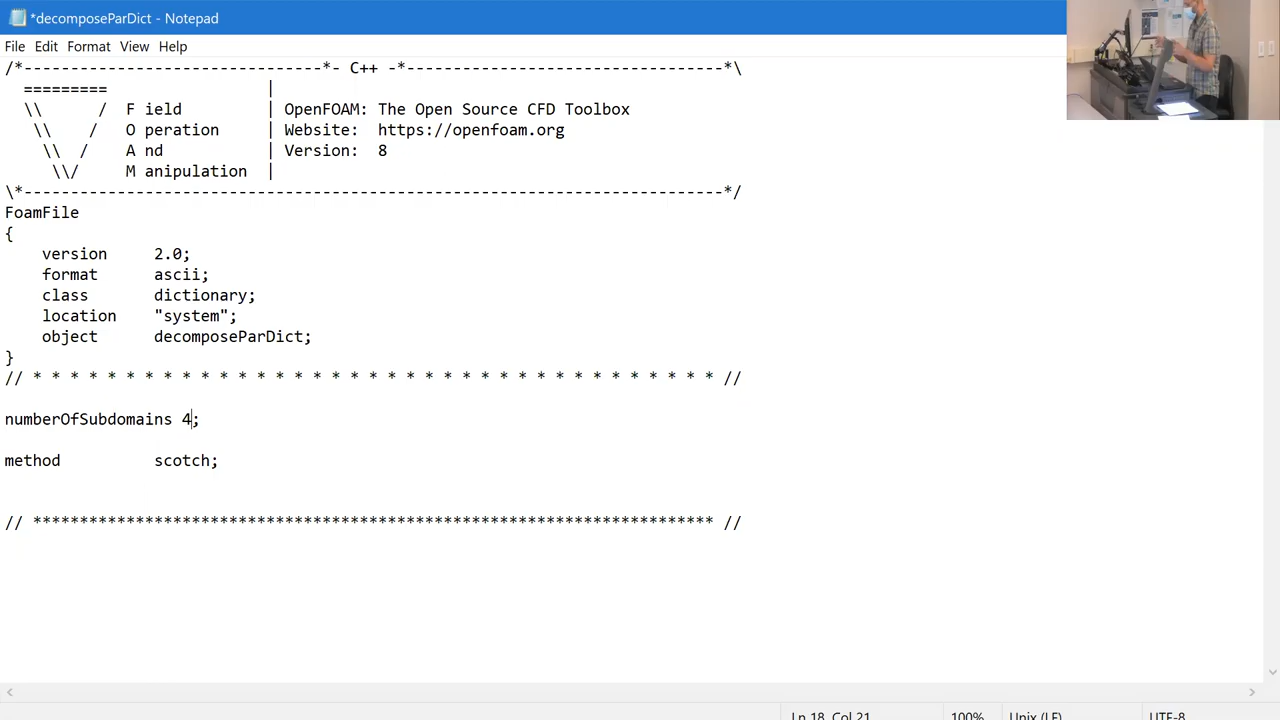 *decomposeParDict - Notepad
File Edit Format View Help
/*--------------------------------*- C++ -*----------------------------------*\
  =========                 |
  \\      /  F ield         | OpenFOAM: The Open Source CFD Toolbox
   \\    /   O peration     | Website:  https://openfoam.org
    \\  /    A nd           | Version:  8
     \\/     M anipulation  |
\*---------------------------------------------------------------------------*/
FoamFile
{
    version     2.0;
    format      ascii;
    class       dictionary;
    location    "system";
    object      decomposeParDict;
}
// * * * * * * * * * * * * * * * * * * * * * * * * * * * * * * * * * * * * * //
numberOfSubdomains 4;
method          scotch;
// ************************************************************************* //
Ln 18, Col 21 100% Unix (LF) UTF-8